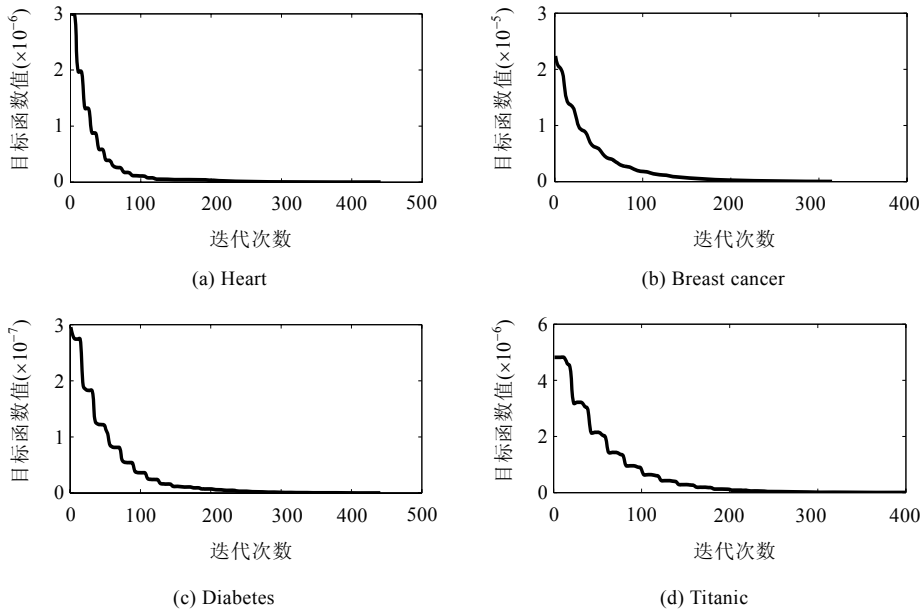 目标函数值(×10⁻⁶)
3
2
1
0
0 100 200 300 400 500
迭代次数
(a) Heart
目标函数值(×10⁻⁵)
3
2
1
0
0 100 200 300 400
迭代次数
(b) Breast cancer
目标函数值(×10⁻⁷)
3
2
1
0
0 100 200 300 400 500
迭代次数
(c) Diabetes
目标函数值(×10⁻⁶)
6
4
2
0
0 100 200 300 400
迭代次数
(d) Titanic